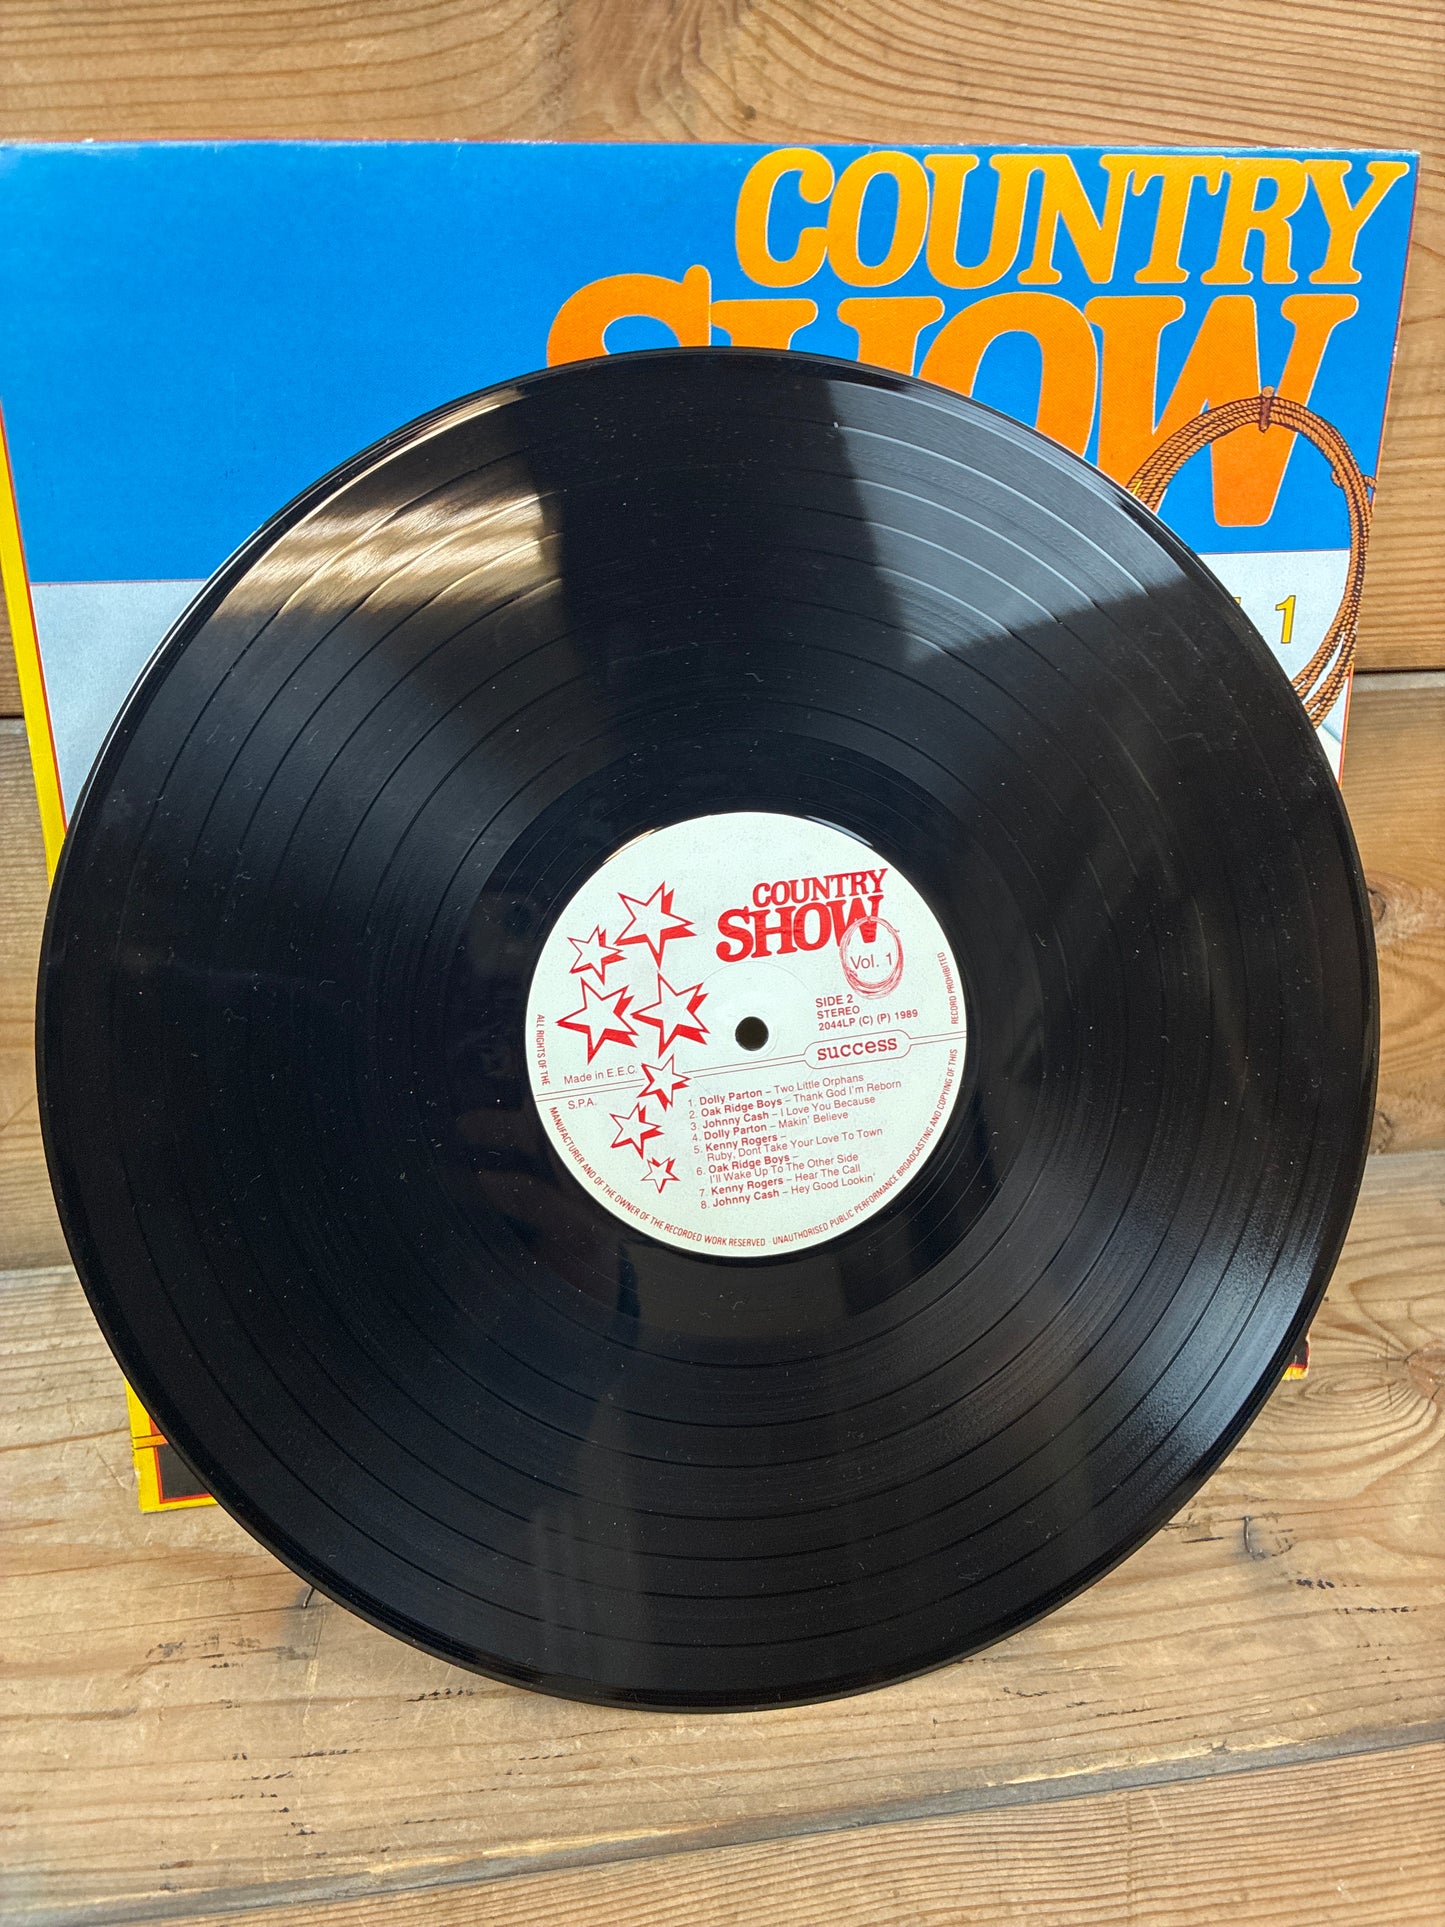 COUNTRY
SHOW
1
COUNTRY
SHOW
Vol. 1
SIDE 2
STEREO
2044LP (C) (P) 1989
success
Made in E.E.C.
S.P.A.
1. Dolly Parton – Two Little Orphans
2. Oak Ridge Boys – Thank God I'm Reborn
3. Johnny Cash – I Love You Because
4. Dolly Parton – Makin' Believe
5. Kenny Rogers –
Ruby, Dont Take Your Love To Town
6. Oak Ridge Boys –
I'll Wake Up To The Other Side
7. Kenny Rogers – Hear The Call
8. Johnny Cash – Hey Good Lookin'
ALL RIGHTS OF THE MANUFACTURER AND OF THE OWNER OF THE RECORDED WORK RESERVED · UNAUTHORISED PUBLIC PERFORMANCE BROADCASTING AND COPYING OF THIS RECORD PROHIBITED